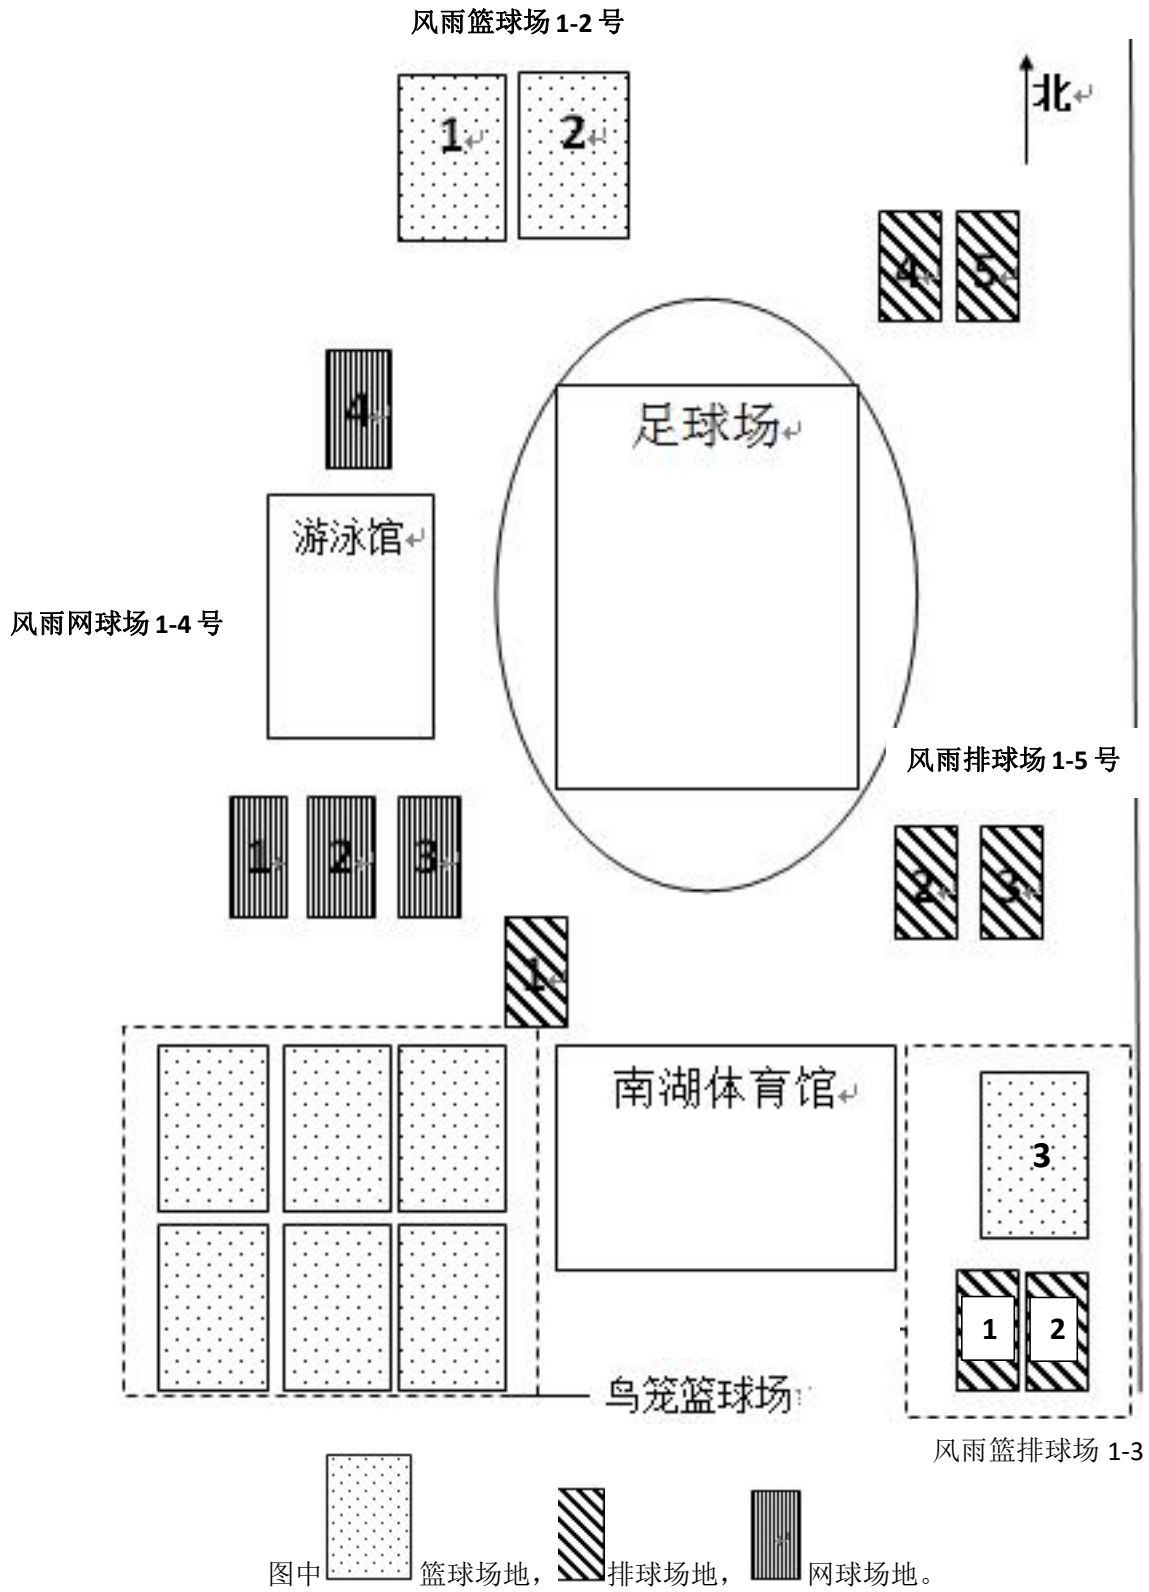 风雨篮球场 1-2 号
北
1
2
4
5
足球场
4
游泳馆
风雨网球场 1-4 号
风雨排球场 1-5 号
1
2
3
2
3
1
南湖体育馆
3
1
2
鸟笼篮球场
风雨篮排球场 1-3
图中 篮球场地， 排球场地， 网球场地。